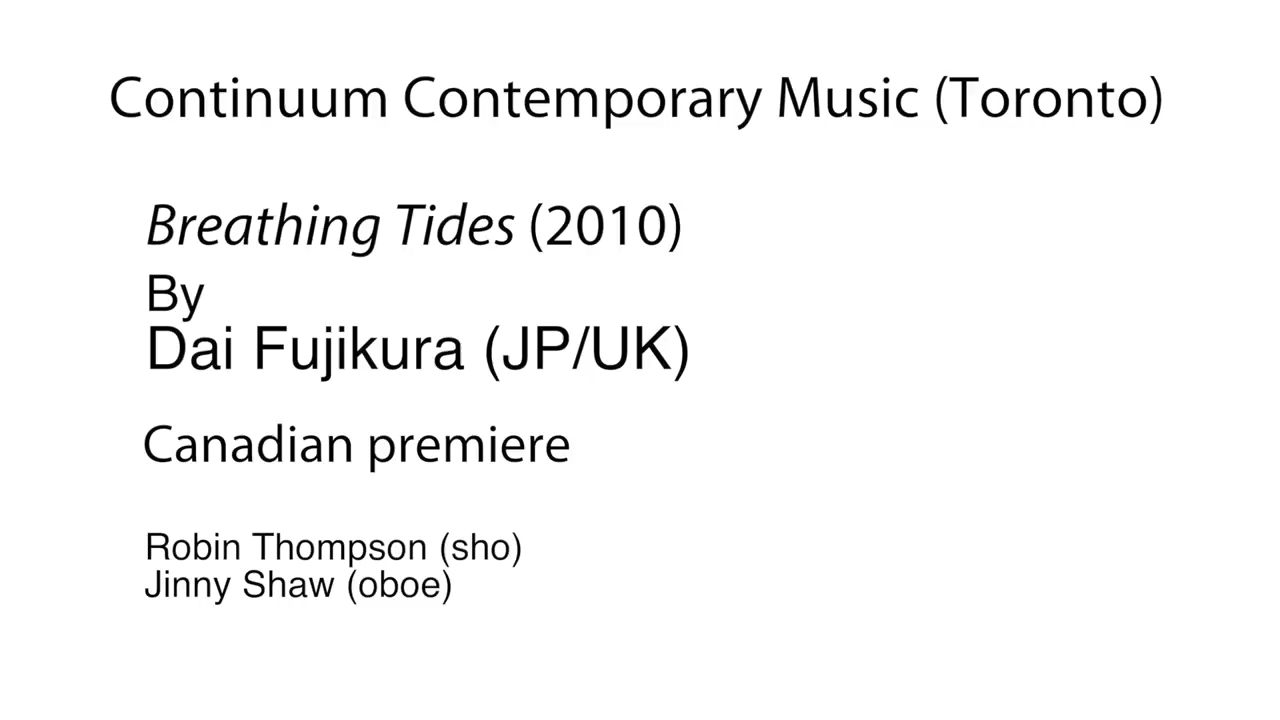 Continuum Contemporary Music (Toronto)
Breathing Tides (2010)
By
Dai Fujikura (JP/UK)
Canadian premiere
Robin Thompson (sho)
Jinny Shaw (oboe)